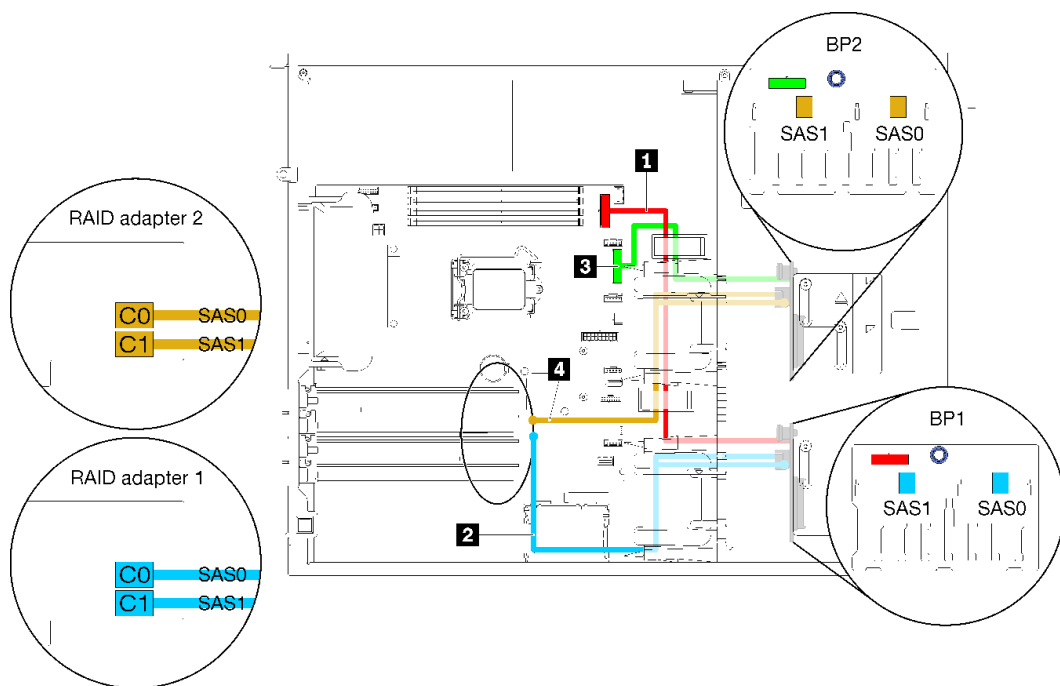 BP2
SAS1 SAS0
1
RAID adapter 2
3
C0 SAS0
C1 SAS1
4
BP1
RAID adapter 1
SAS1 SAS0
2
C0 SAS0
C1 SAS1